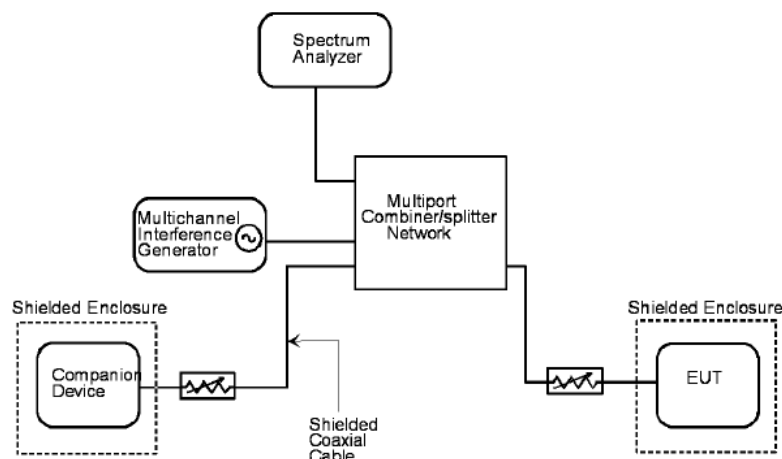 Spectrum
Analyzer
Multiport
Combiner/splitter
Network
Multichannel
Interference
Generator
Shielded Enclosure
Shielded Enclosure
Companion
Device
EUT
Shielded
Coaxial
Cable